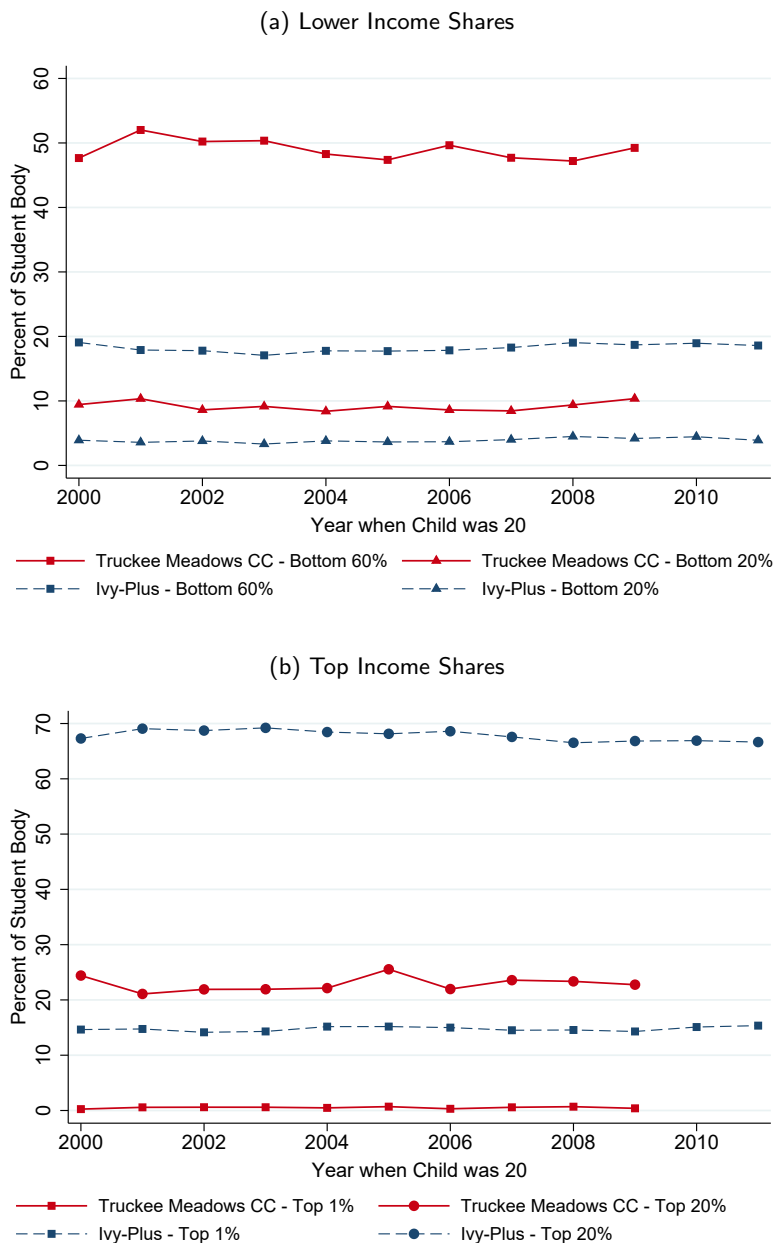 (a) Lower Income Shares
Percent of Student Body
60
50
40
30
20
10
0
2000 2002 2004 2006 2008 2010
Year when Child was 20
Truckee Meadows CC - Bottom 60% Truckee Meadows CC - Bottom 20%
Ivy-Plus - Bottom 60% Ivy-Plus - Bottom 20%
(b) Top Income Shares
Percent of Student Body
70
60
50
40
30
20
10
0
2000 2002 2004 2006 2008 2010
Year when Child was 20
Truckee Meadows CC - Top 1% Truckee Meadows CC - Top 20%
Ivy-Plus - Top 1% Ivy-Plus - Top 20%